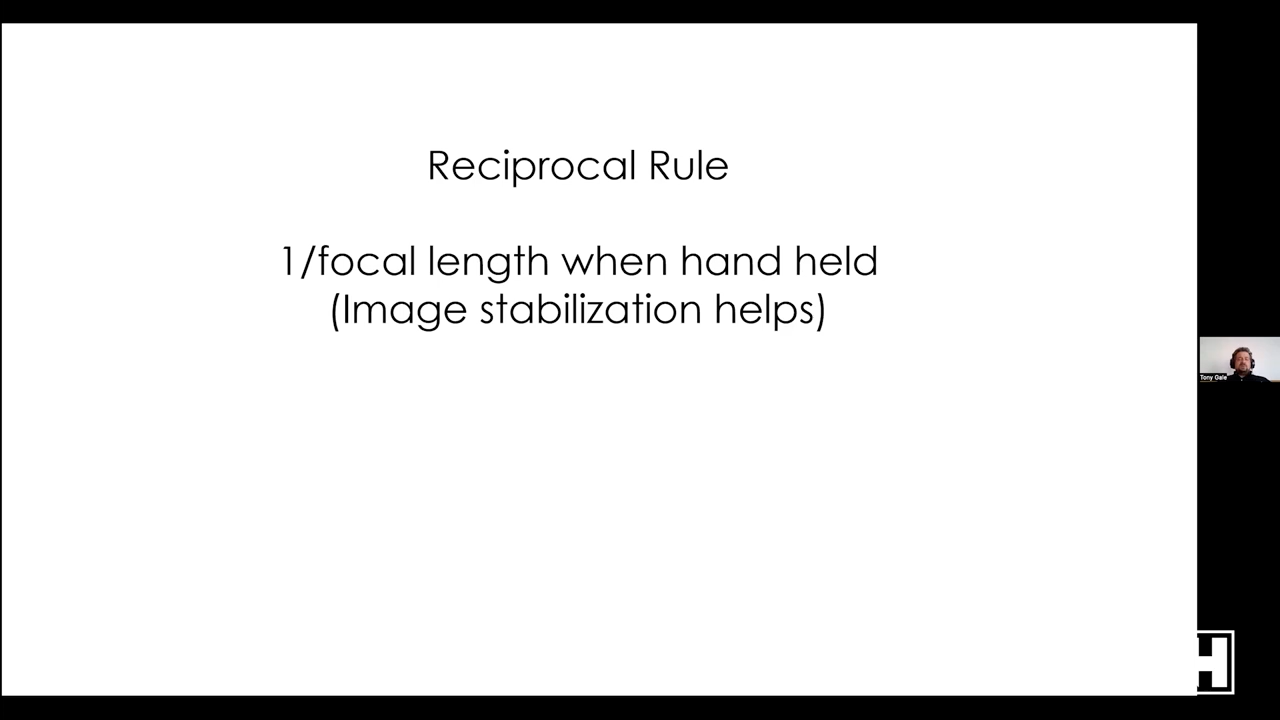 Reciprocal Rule
1/focal length when hand held
(Image stabilization helps)
Tony Gale
H